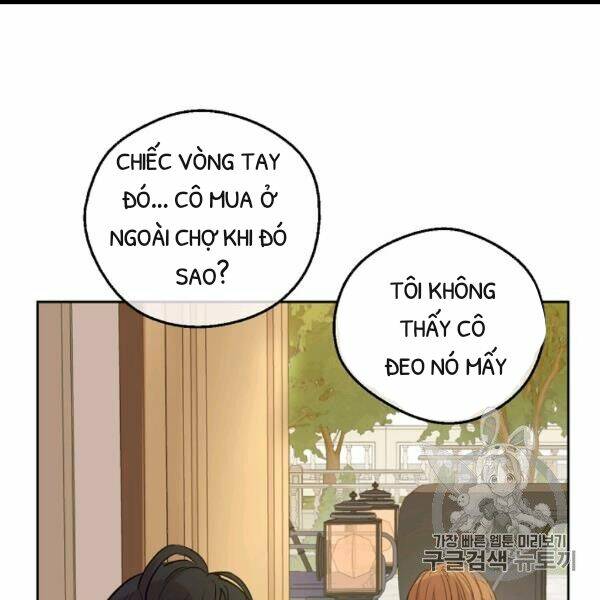 CHIẾC VÒNG TAY
ĐÓ... CÔ MUA Ở
NGOÀI CHỢ KHI ĐÓ
SAO?
TÔI KHÔNG
THẤY CÔ
ĐEO NÓ MẤY
가장 빠른 웹툰 미리보기
구글검색 뉴토끼